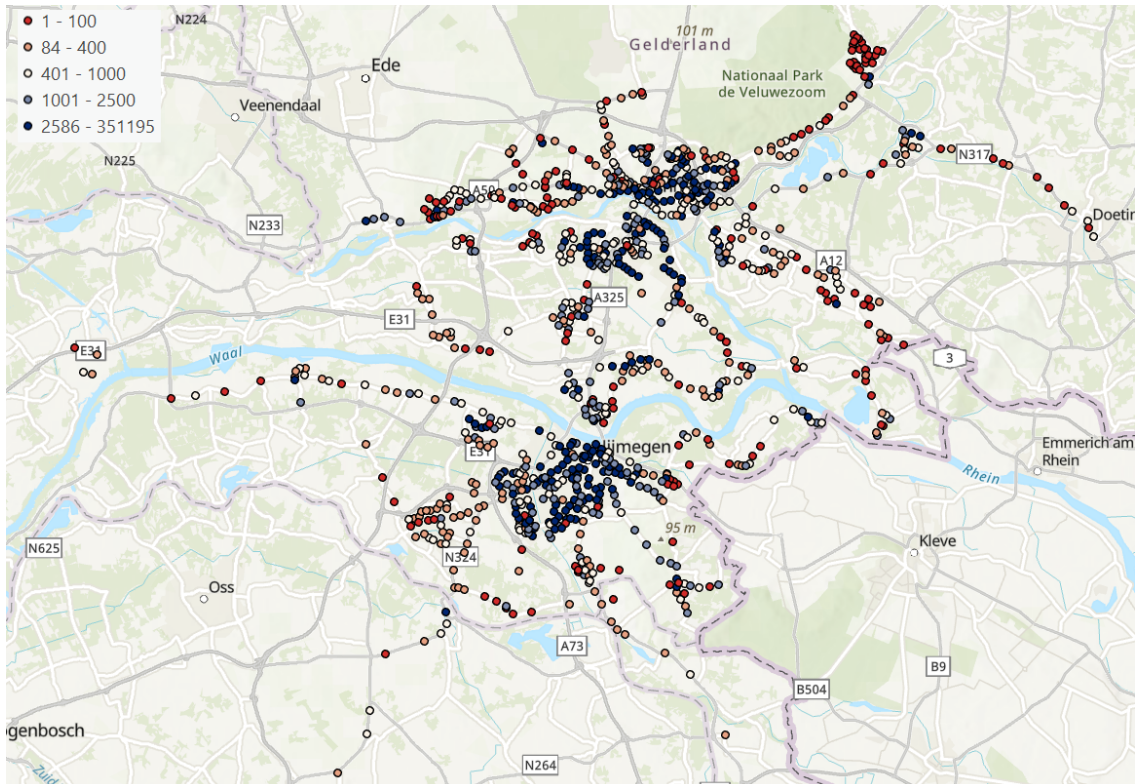 1 - 100
84 - 400
401 - 1000
1001 - 2500
2586 - 351195
N224
101 m
Gelderland
Ede
Nationaal Park
de Veluwezoom
Veenendaal
N225
N317
A50
N233
Doetin
A12
A325
E31
E31
Waal
3
Nijmegen
E31
Emmerich am
Rhein
Rhein
95 m
N625
N324
Kleve
Oss
A73
B9
B504
ogenbosch
N264
Zuid